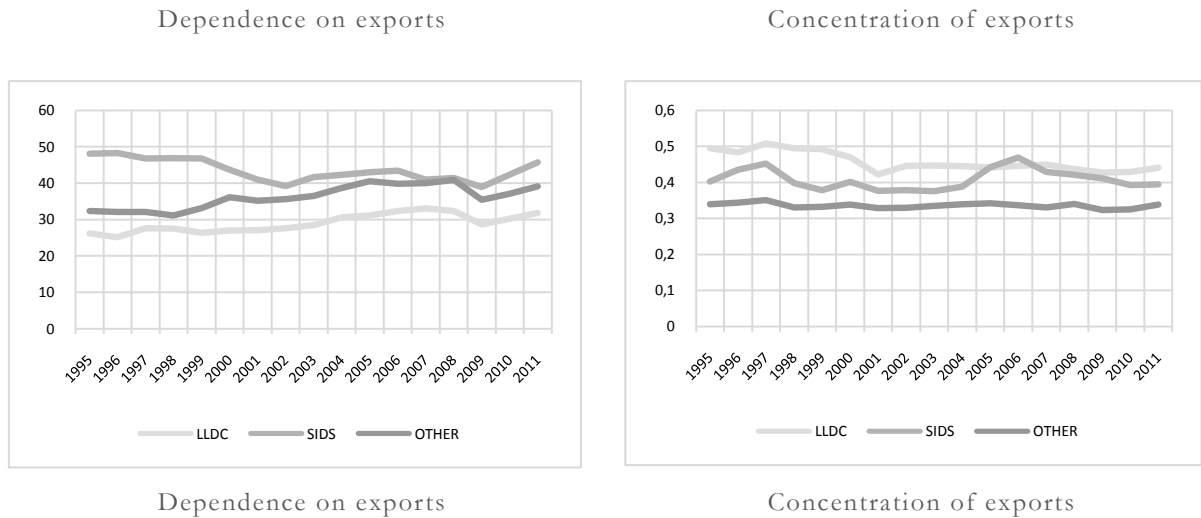 Dependence on exports
Concentration of exports
60
50
40
30
20
10
0
1995 1996 1997 1998 1999 2000 2001 2002 2003 2004 2005 2006 2007 2008 2009 2010 2011
LLDC SIDS OTHER
0,6
0,5
0,4
0,3
0,2
0,1
0
1995 1996 1997 1998 1999 2000 2001 2002 2003 2004 2005 2006 2007 2008 2009 2010 2011
LLDC SIDS OTHER
Dependence on exports
Concentration of exports